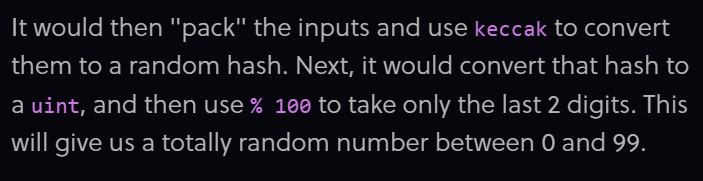 It would then "pack" the inputs and use keccak to convert
them to a random hash. Next, it would convert that hash to
a uint, and then use % 100 to take only the last 2 digits. This
will give us a totally random number between 0 and 99.